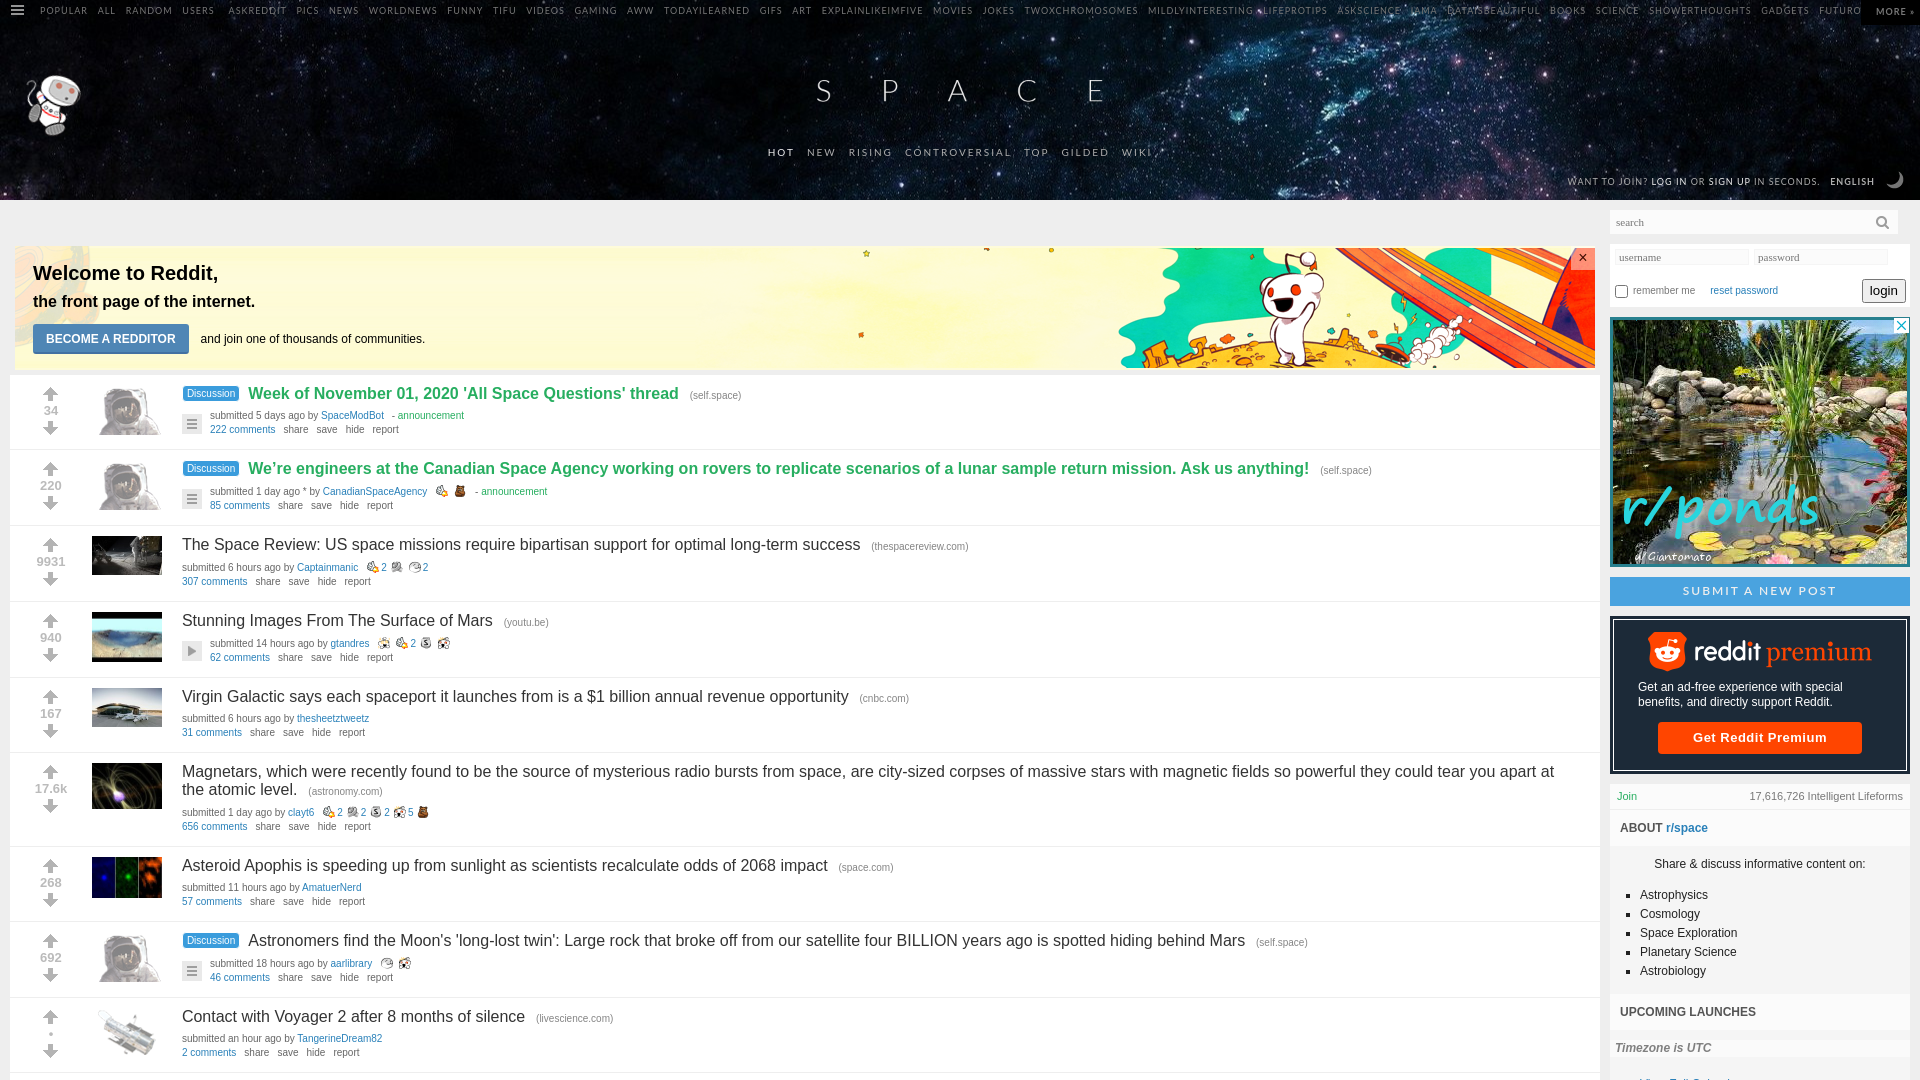 POPULAR ALL RANDOM USERS ASKREDDIT PICS NEWS WORLDNEWS FUNNY TIFU VIDEOS GAMING AWW TODAYILEARNED GIFS ART EXPLAINLIKEIMFIVE MOVIES JOKES TWOXCHROMOSOMES MILDLYINTERESTING LIFEPROTIPS ASKSCIENCE IAMA DATAISBEAUTIFUL BOOKS SCIENCE SHOWERTHOUGHTS GADGETS FUTURO MORE »
S P A C E
HOT NEW RISING CONTROVERSIAL TOP GILDED WIKI
WANT TO JOIN? LOG IN OR SIGN UP IN SECONDS. ENGLISH
search
username password
remember me reset password login
Welcome to Reddit,
the front page of the internet.
BECOME A REDDITOR and join one of thousands of communities.
×
34
Discussion Week of November 01, 2020 'All Space Questions' thread (self.space)
submitted 5 days ago by SpaceModBot - announcement
222 comments share save hide report
220
Discussion We're engineers at the Canadian Space Agency working on rovers to replicate scenarios of a lunar sample return mission. Ask us anything! (self.space)
submitted 1 day ago * by CanadianSpaceAgency - announcement
85 comments share save hide report
9931
The Space Review: US space missions require bipartisan support for optimal long-term success (thespacereview.com)
submitted 6 hours ago by Captainmanic 2 2
307 comments share save hide report
940
Stunning Images From The Surface of Mars (youtu.be)
submitted 14 hours ago by gtandres 2
62 comments share save hide report
167
Virgin Galactic says each spaceport it launches from is a $1 billion annual revenue opportunity (cnbc.com)
submitted 6 hours ago by thesheetztweetz
31 comments share save hide report
17.6k
Magnetars, which were recently found to be the source of mysterious radio bursts from space, are city-sized corpses of massive stars with magnetic fields so powerful they could tear you apart at
the atomic level. (astronomy.com)
submitted 1 day ago by clayt6 2 2 2 5
656 comments share save hide report
268
Asteroid Apophis is speeding up from sunlight as scientists recalculate odds of 2068 impact (space.com)
submitted 11 hours ago by AmatuerNerd
57 comments share save hide report
692
Discussion Astronomers find the Moon's 'long-lost twin': Large rock that broke off from our satellite four BILLION years ago is spotted hiding behind Mars (self.space)
submitted 18 hours ago by aarlibrary
46 comments share save hide report
•
Contact with Voyager 2 after 8 months of silence (livescience.com)
submitted an hour ago by TangerineDream82
2 comments share save hide report
r/ponds
u/ Giantomato
SUBMIT A NEW POST
reddit premium
Get an ad-free experience with special
benefits, and directly support Reddit.
Get Reddit Premium
Join 17,616,726 Intelligent Lifeforms
ABOUT r/space
Share & discuss informative content on:
Astrophysics
Cosmology
Space Exploration
Planetary Science
Astrobiology
UPCOMING LAUNCHES
Timezone is UTC